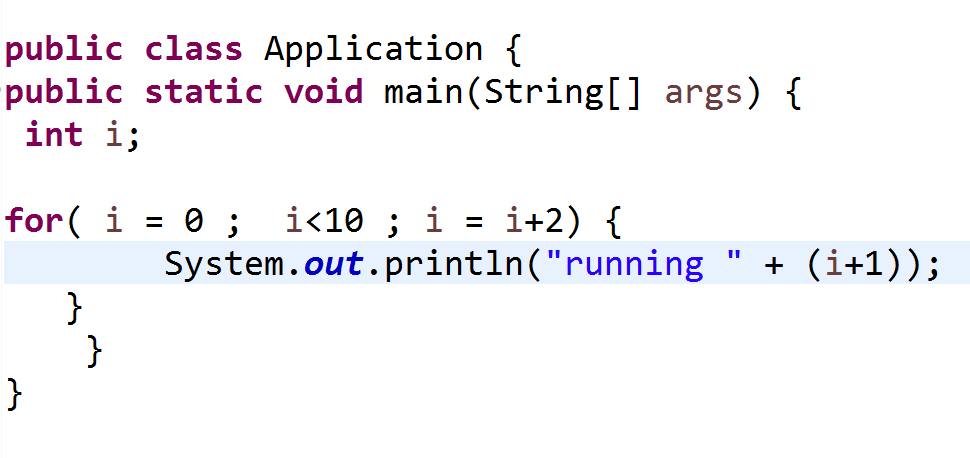 public class Application {
public static void main(String[] args) {
int i;
for( i = 0 ;  i<10 ; i = i+2) {
System.out.println("running " + (i+1));
}
}
}